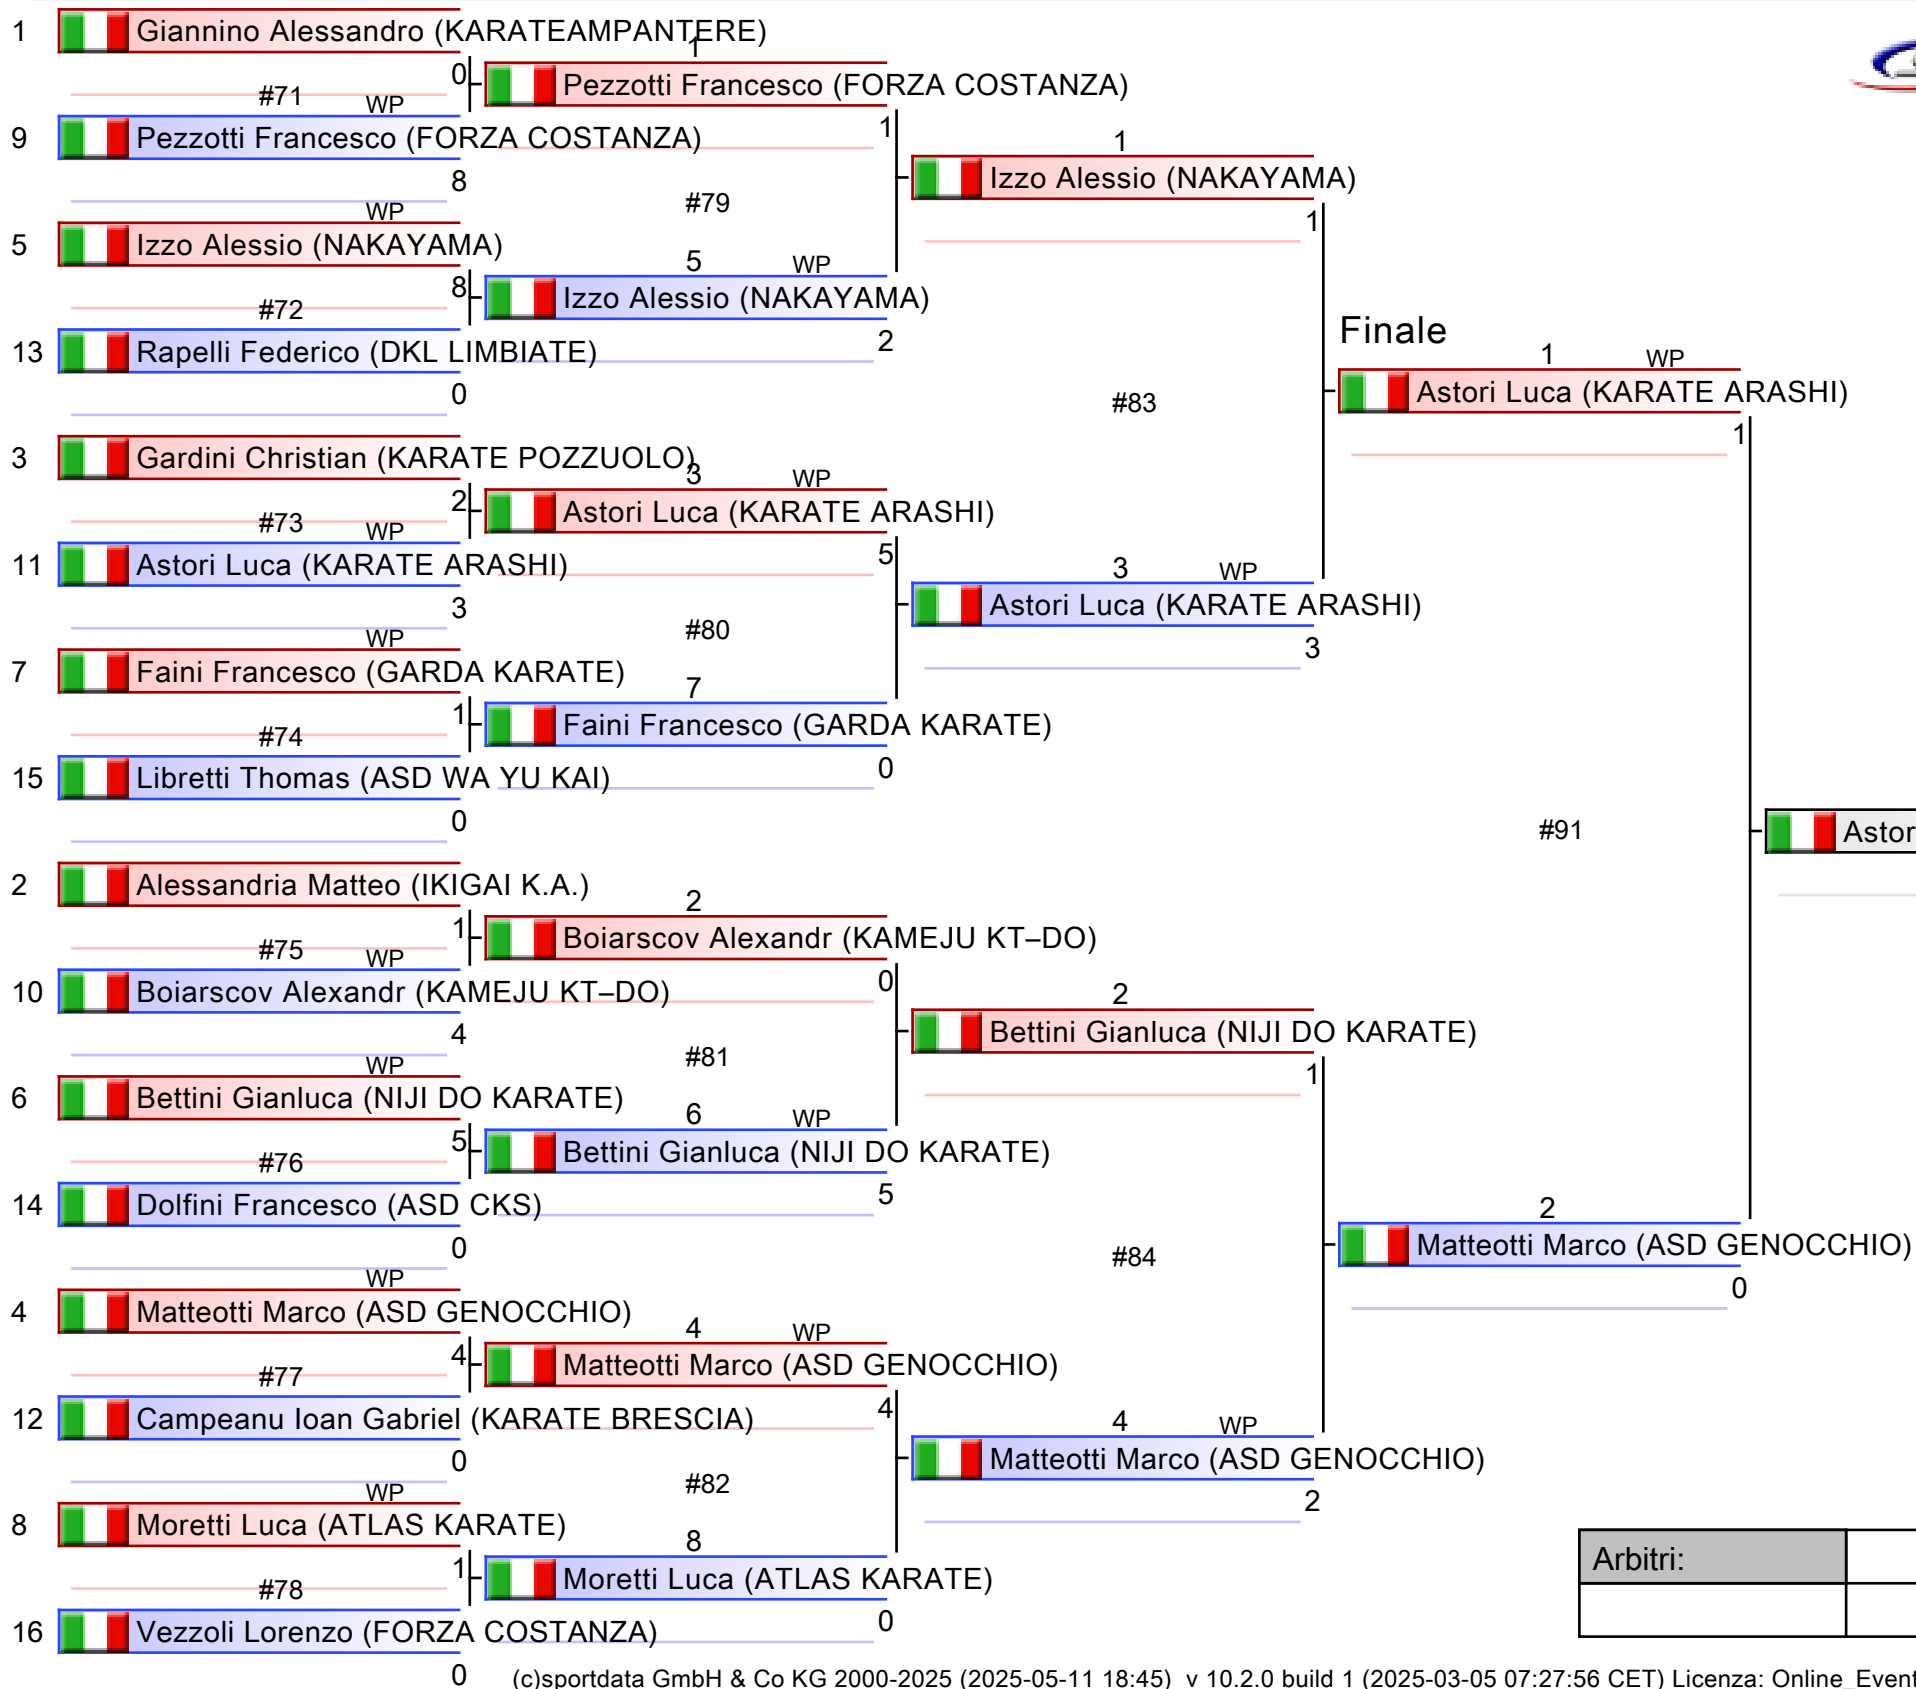 1 Giannino Alessandro (KARATEAMPANTERE)
0
#71 WP
9 Pezzotti Francesco (FORZA COSTANZA)
8
WP
5 Izzo Alessio (NAKAYAMA)
8
#72
13 Rapelli Federico (DKL LIMBIATE)
0
3 Gardini Christian (KARATE POZZUOLO)
2
#73 WP
11 Astori Luca (KARATE ARASHI)
3
WP
7 Faini Francesco (GARDA KARATE)
1
#74
15 Libretti Thomas (ASD WA YU KAI)
0
2 Alessandria Matteo (IKIGAI K.A.)
1
#75 WP
10 Boiarscov Alexandr (KAMEJU KT–DO)
4
WP
6 Bettini Gianluca (NIJI DO KARATE)
5
#76
14 Dolfini Francesco (ASD CKS)
0
WP
4 Matteotti Marco (ASD GENOCCHIO)
4
#77
12 Campeanu Ioan Gabriel (KARATE BRESCIA)
0
WP
8 Moretti Luca (ATLAS KARATE)
1
#78
16 Vezzoli Lorenzo (FORZA COSTANZA)
0
1
Pezzotti Francesco (FORZA COSTANZA)
1
#79
5 WP
Izzo Alessio (NAKAYAMA)
2
3 WP
Astori Luca (KARATE ARASHI)
5
#80
7
Faini Francesco (GARDA KARATE)
0
2
Boiarscov Alexandr (KAMEJU KT–DO)
0
#81
6 WP
Bettini Gianluca (NIJI DO KARATE)
5
4 WP
Matteotti Marco (ASD GENOCCHIO)
4
#82
8
Moretti Luca (ATLAS KARATE)
0
1
Izzo Alessio (NAKAYAMA)
1
#83
3 WP
Astori Luca (KARATE ARASHI)
3
2
Bettini Gianluca (NIJI DO KARATE)
1
#84
4 WP
Matteotti Marco (ASD GENOCCHIO)
2
Finale
1 WP
Astori Luca (KARATE ARASHI)
1
#91
2
Matteotti Marco (ASD GENOCCHIO)
0
Astor
Arbitri:
(c)sportdata GmbH & Co KG 2000-2025 (2025-05-11 18:45) v 10.2.0 build 1 (2025-03-05 07:27:56 CET) Licenza: Online_Event